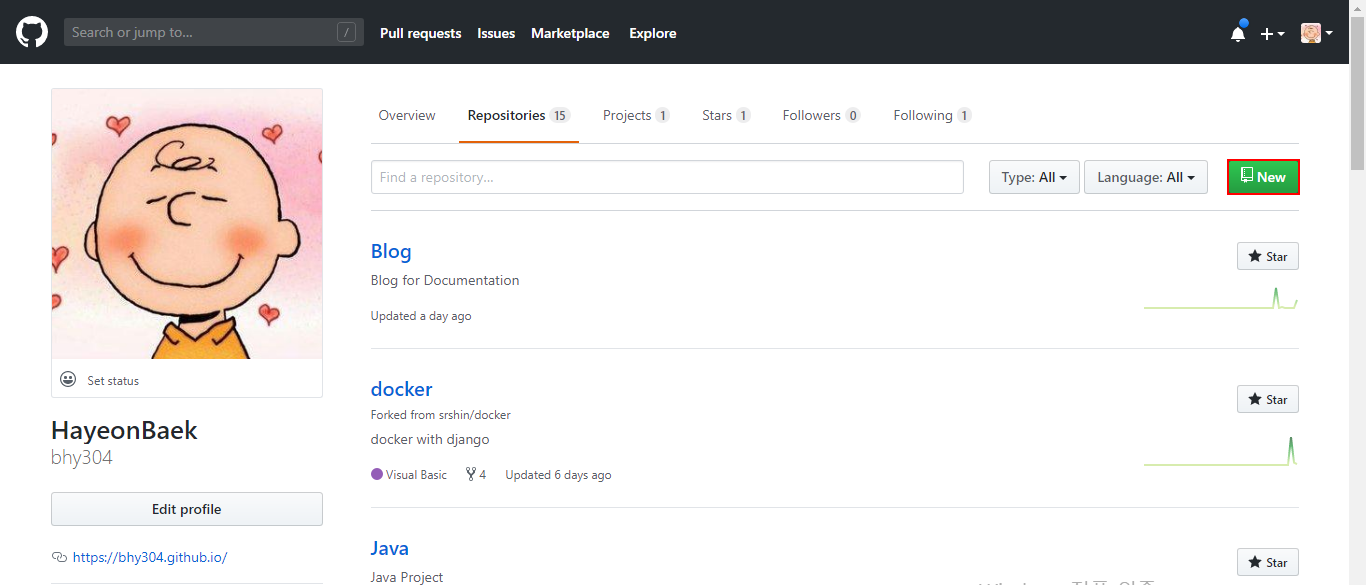 Search or jump to... /
Pull requests Issues Marketplace Explore
Overview Repositories 15 Projects 1 Stars 1 Followers 0 Following 1
Find a repository...
Type: All Language: All New
Blog
Star
Blog for Documentation
Updated a day ago
Set status
docker
Star
Forked from srshin/docker
docker with django
Visual Basic 4 Updated 6 days ago
HayeonBaek
bhy304
Edit profile
https://bhy304.github.io/
Java
Star
Java Project